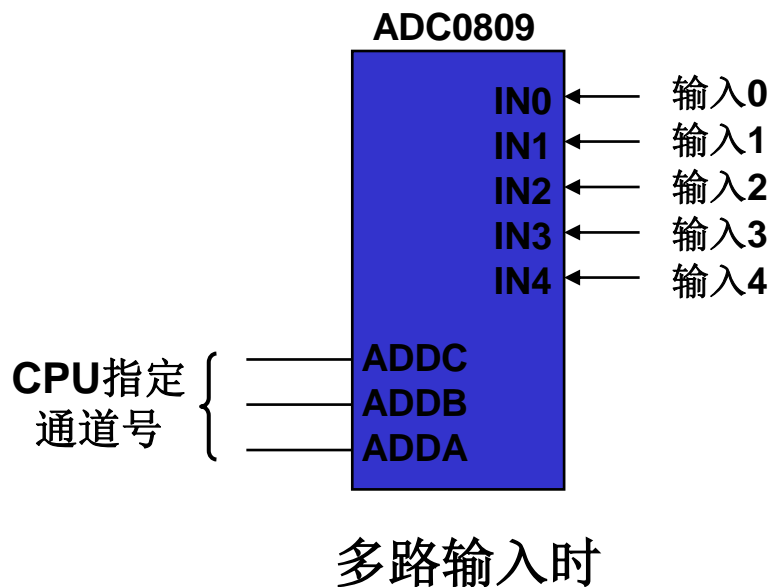 ADC0809
IN0
输入0
IN1
输入1
IN2
输入2
IN3
输入3
IN4
输入4
CPU指定
通道号
ADDC
ADDB
ADDA
多路输入时